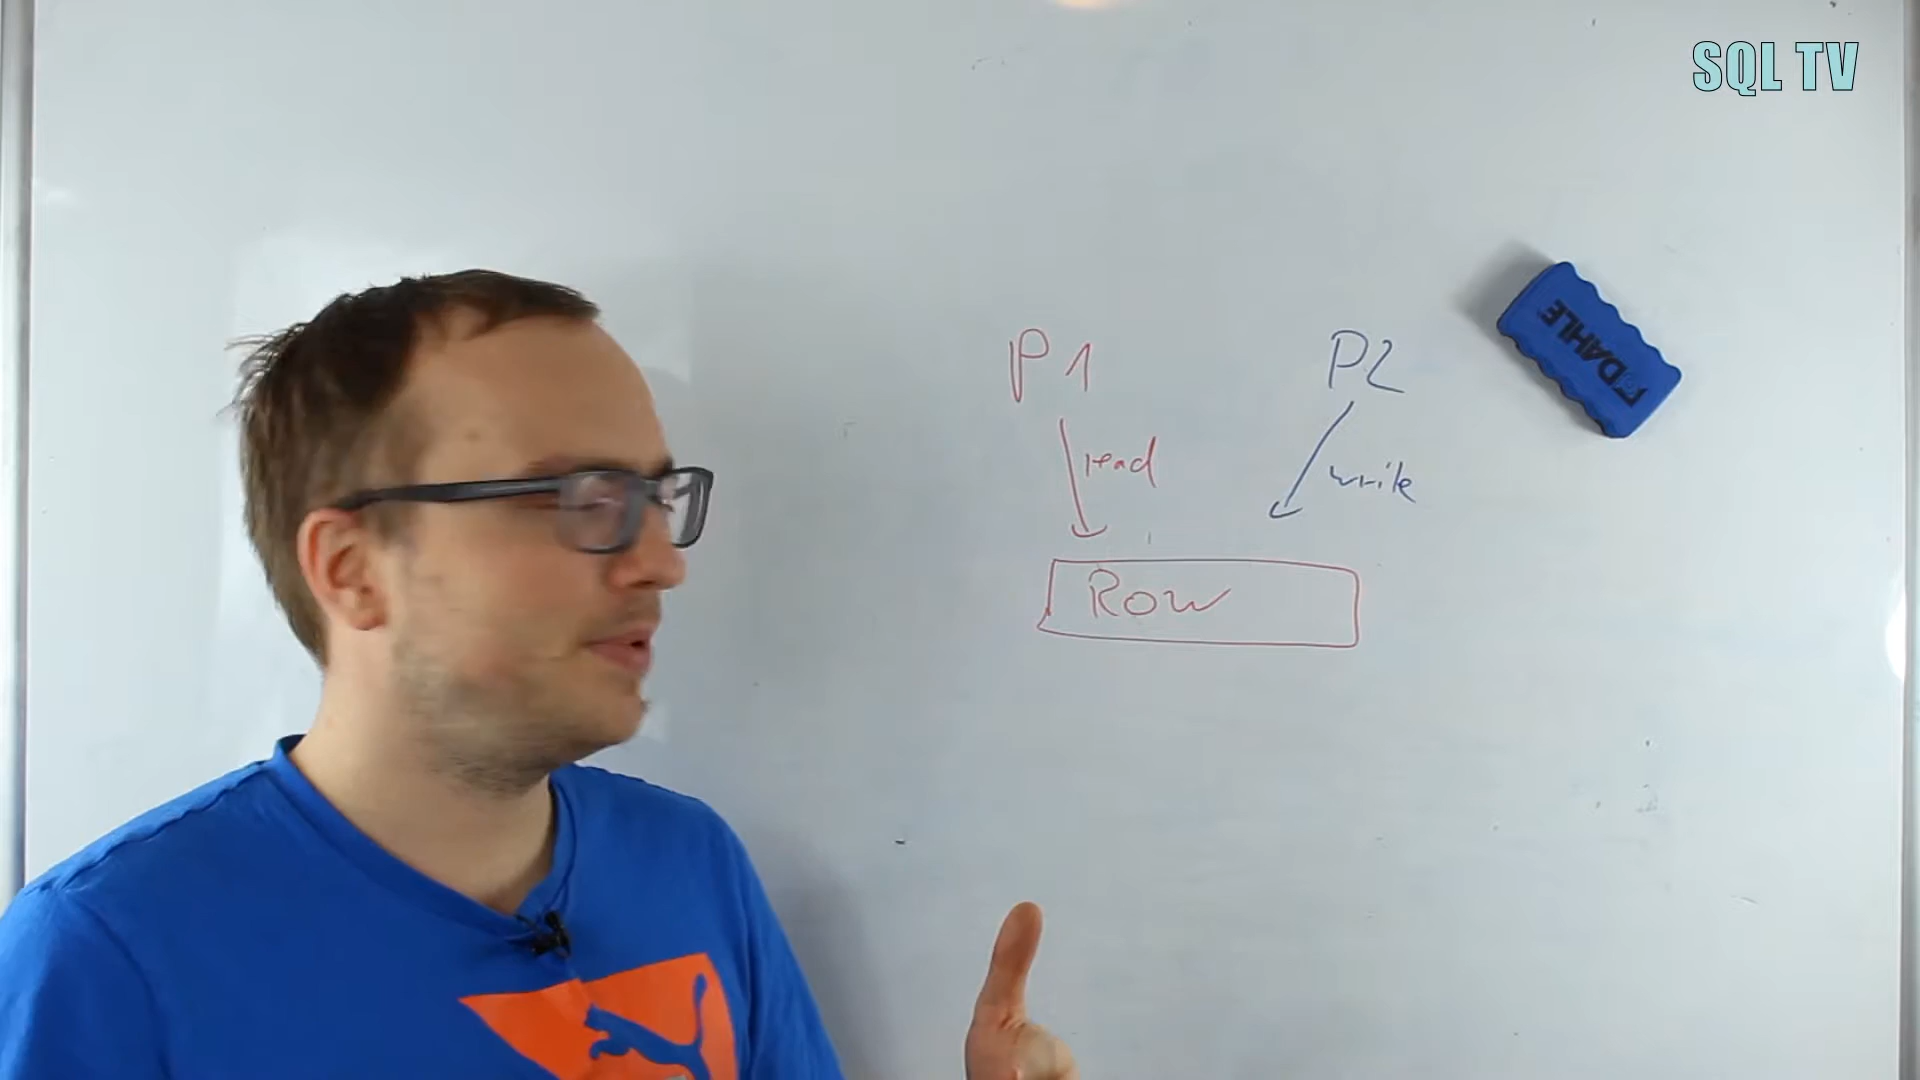 SQL TV
P1
P2
DAHLE
read
write
Row